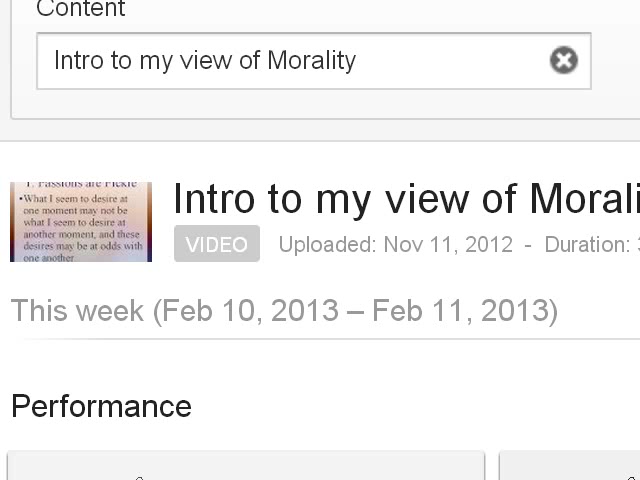 Content
Intro to my view of Morality
1. Passions are Fickle
•What I seem to desire at
one moment may not be
what I seem to desire at
another moment, and these
desires may be at odds with
one another
Intro to my view of Morali
VIDEO Uploaded: Nov 11, 2012 - Duration:
This week (Feb 10, 2013 – Feb 11, 2013)
Performance